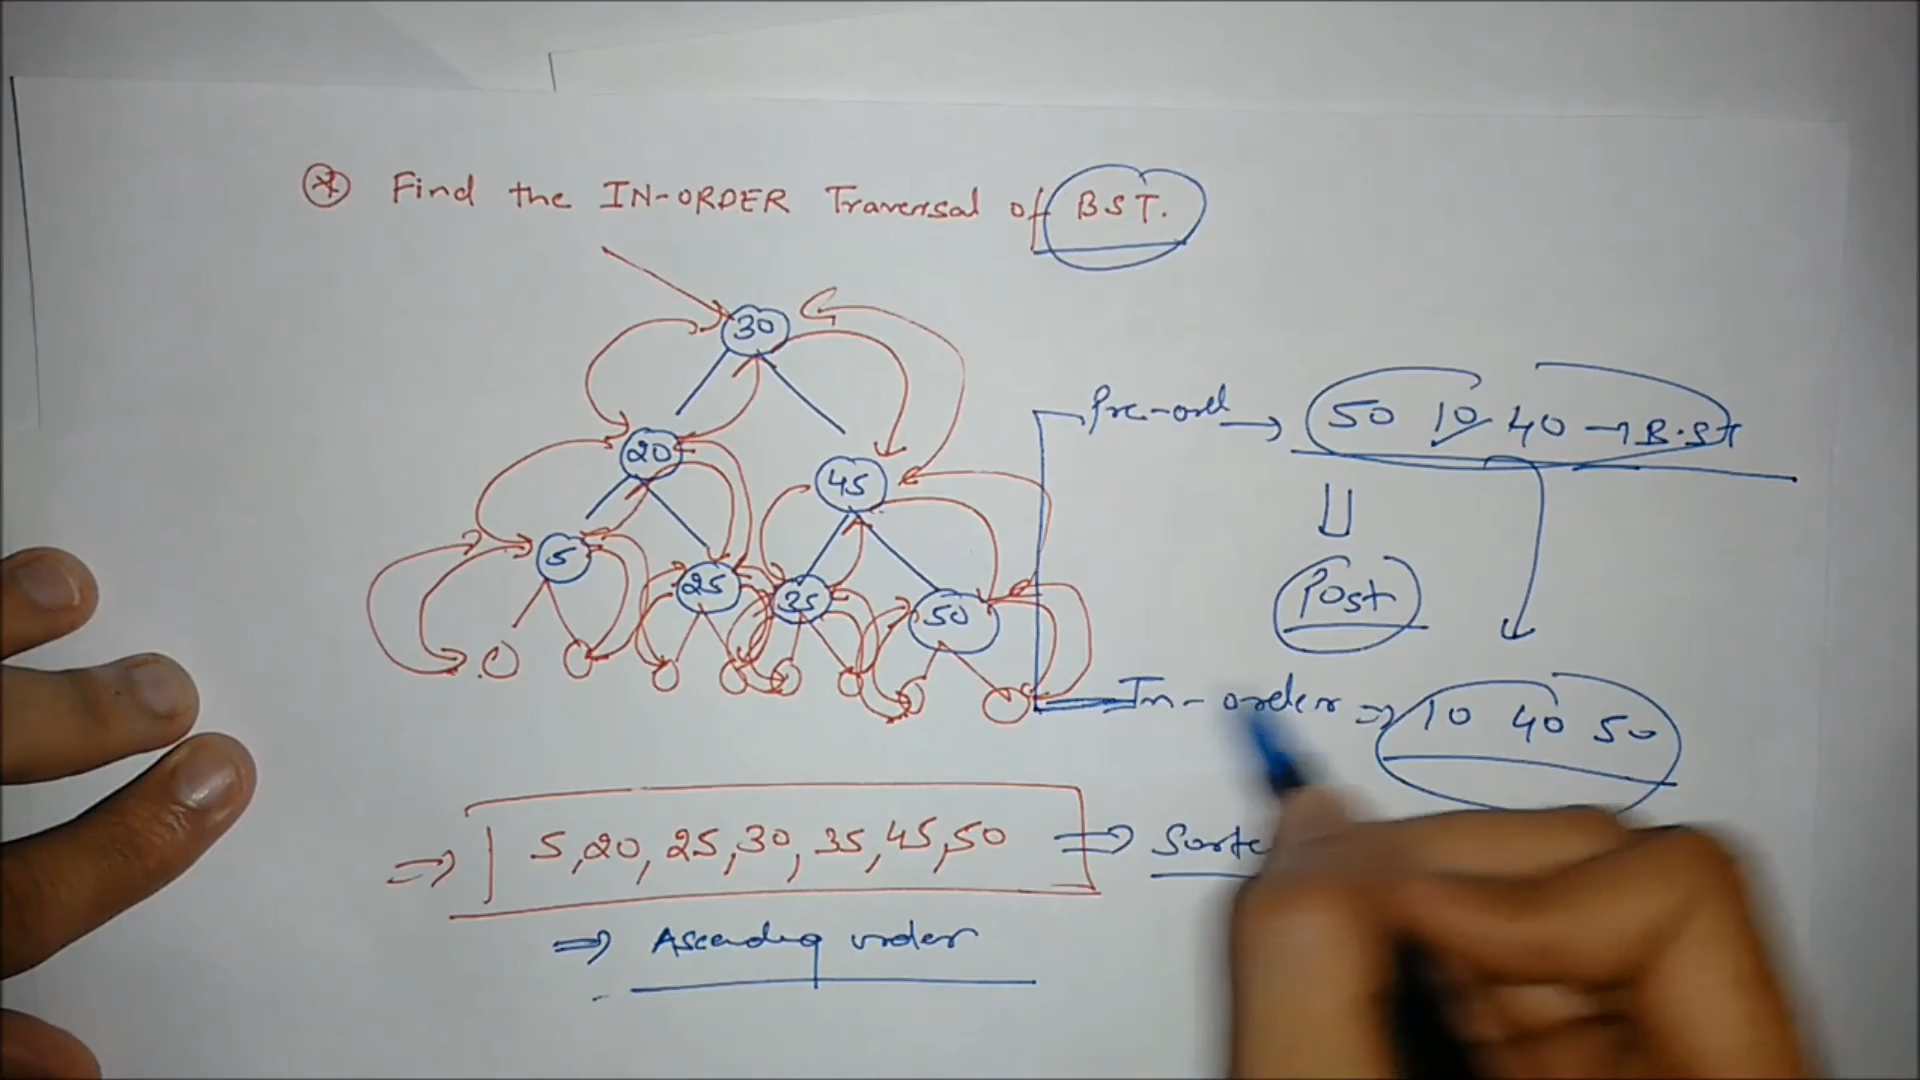 * Find the IN-ORDER Traversal of BST.
30
20
45
5
25
35
50
Pre-ord → 50 10 40 → B.ST
Post
In-order ⇒ 10 40 50
⇒ 5,20,25,30,35,45,50 ⇒ Sorte
⇒ Ascending order